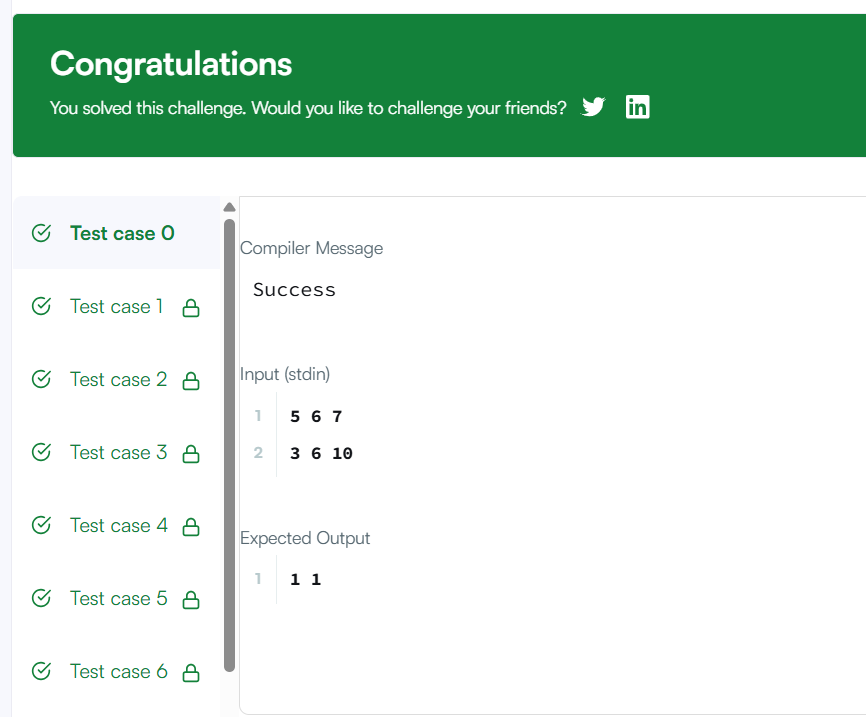 Congratulations
You solved this challenge. Would you like to challenge your friends?
Test case 0
Test case 1
Test case 2
Test case 3
Test case 4
Test case 5
Test case 6
Compiler Message
Success
Input (stdin)
1 5 6 7
2 3 6 10
Expected Output
1 1 1